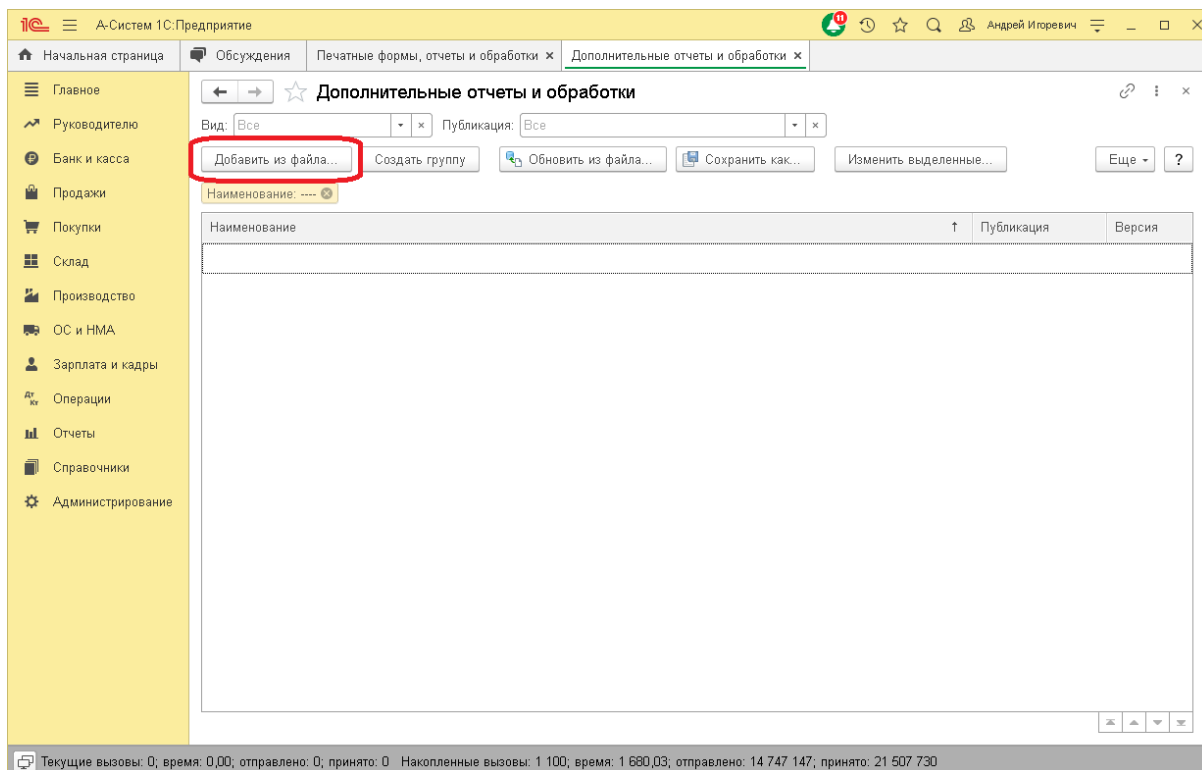 1С А-Систем 1С:Предприятие 11 Андрей Игоревич
Начальная страница Обсуждения Печатные формы, отчеты и обработки × Дополнительные отчеты и обработки ×
Главное
Руководителю
Банк и касса
Продажи
Покупки
Склад
Производство
ОС и НМА
Зарплата и кадры
Дт Кт Операции
Отчеты
Справочники
Администрирование
Дополнительные отчеты и обработки
Вид: Все Публикация: Все
Добавить из файла... Создать группу Обновить из файла... Сохранить как... Изменить выделенные... Еще ?
Наименование: ----
Наименование ↑ Публикация Версия
Текущие вызовы: 0; время: 0,00; отправлено: 0; принято: 0 Накопленные вызовы: 1 100; время: 1 680,03; отправлено: 14 747 147; принято: 21 507 730